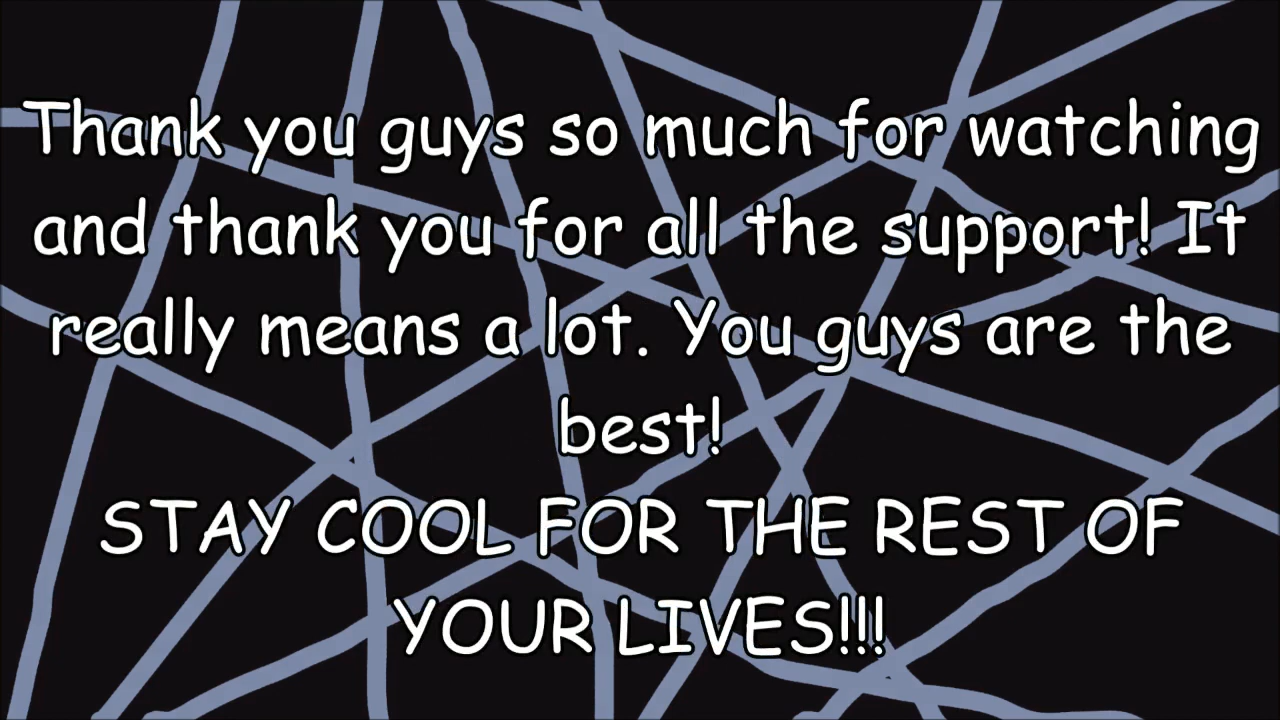 Thank you guys so much for watching
and thank you for all the support! It
really means a lot. You guys are the
best!
STAY COOL FOR THE REST OF
YOUR LIVES!!!